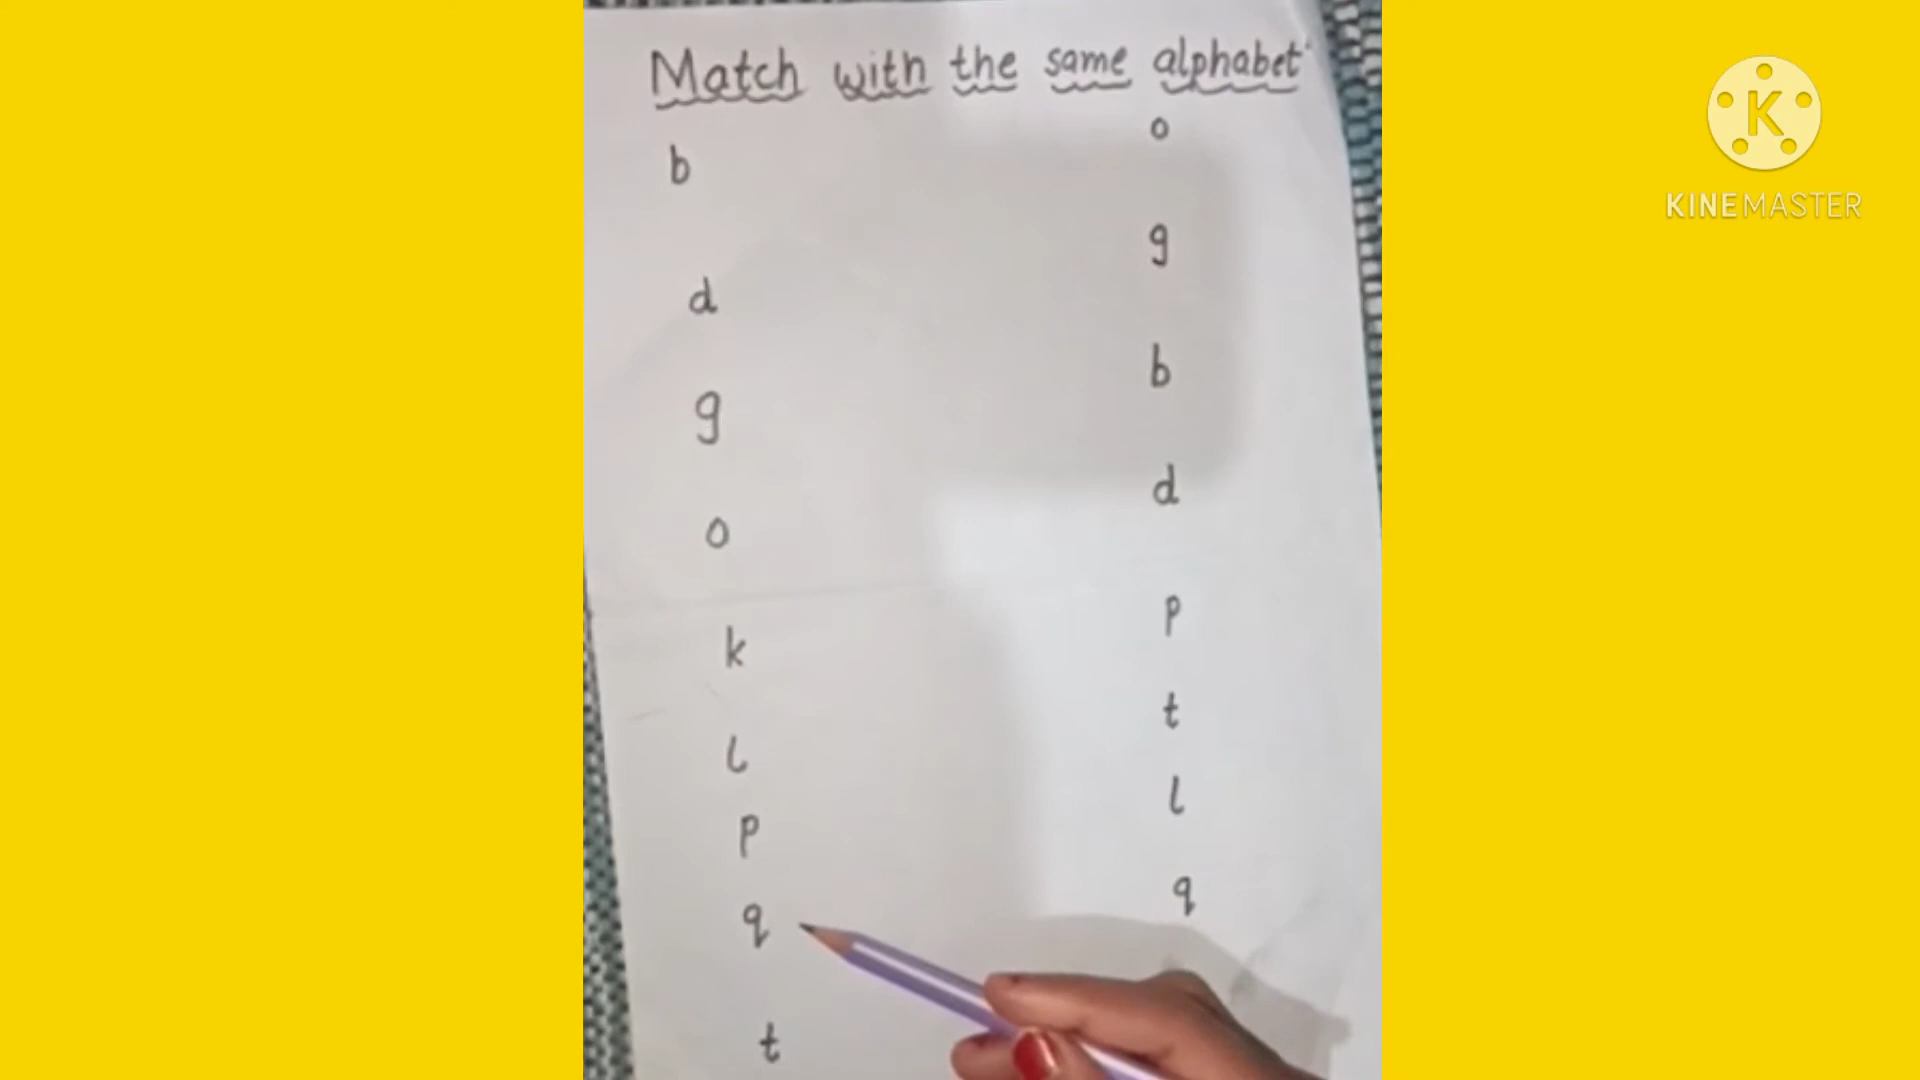 Match with the same alphabet
o
b
g
d
b
g
d
o
p
k
t
l
l
p
q
q
t
K
KINEMASTER